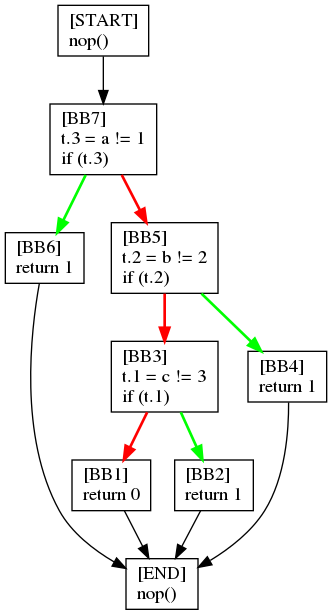 [START]
nop()
[BB7]
t.3 = a != 1
if (t.3)
[BB6]
return 1
[BB5]
t.2 = b != 2
if (t.2)
[BB3]
t.1 = c != 3
if (t.1)
[BB4]
return 1
[BB1]
return 0
[BB2]
return 1
[END]
nop()